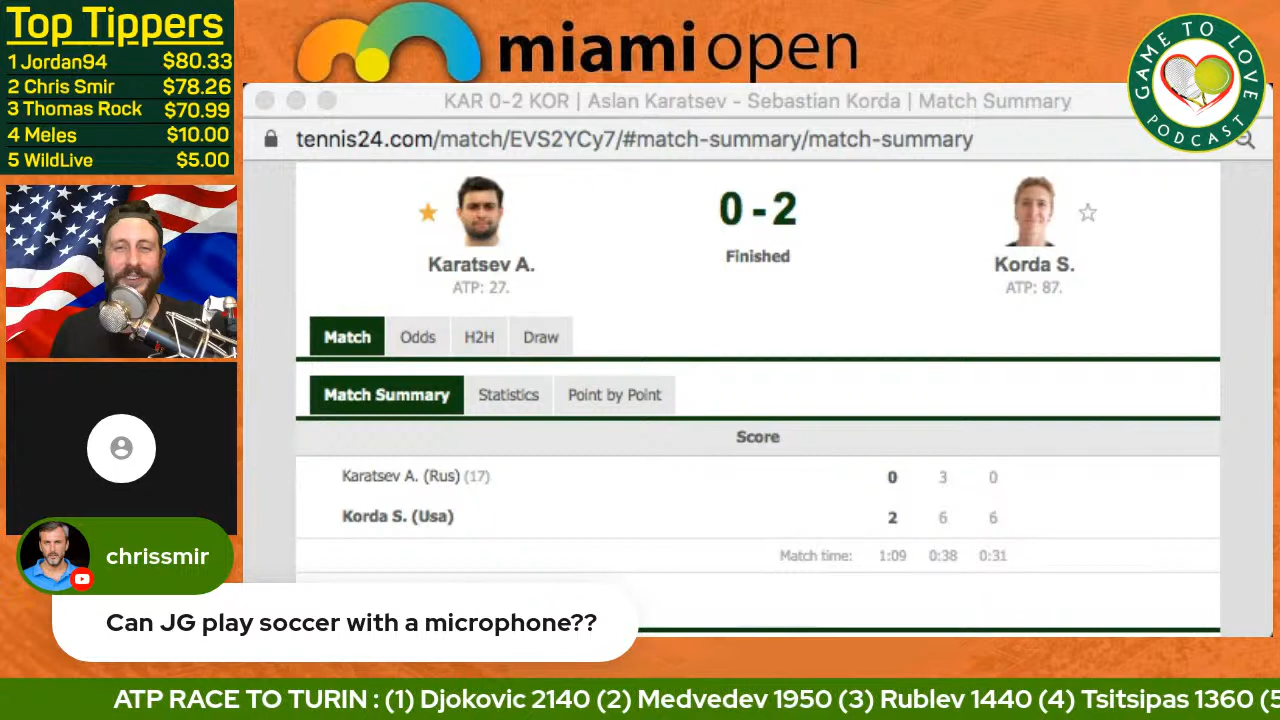 Top Tippers
1 Jordan94 $80.33
2 Chris Smir $78.26
3 Thomas Rock $70.99
4 Meles $10.00
5 WildLive $5.00
miami open
GAME TO LOVE
PODCAST
KAR 0-2 KOR | Aslan Karatsev - Sebastian Korda | Match Summary
tennis24.com/match/EVS2YCy7/#match-summary/match-summary
0 - 2
Finished
Karatsev A.
ATP: 27.
Korda S.
ATP: 87.
Match Odds H2H Draw
Match Summary Statistics Point by Point
Score
Karatsev A. (Rus) (17) 0 3 0
Korda S. (Usa) 2 6 6
Match time: 1:09 0:38 0:31
chrissmir
Can JG play soccer with a microphone??
ATP RACE TO TURIN : (1) Djokovic 2140 (2) Medvedev 1950 (3) Rublev 1440 (4) Tsitsipas 1360 (5